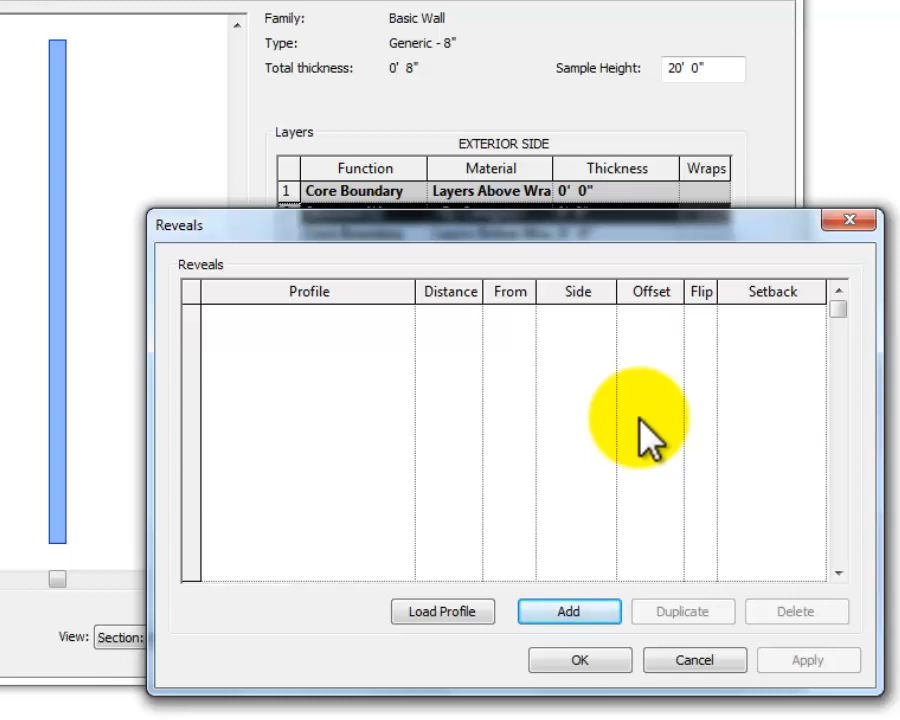 Family: Basic Wall
Type: Generic - 8"
Total thickness: 0' 8" Sample Height: 20' 0"
Layers
EXTERIOR SIDE
Function Material Thickness Wraps
1 Core Boundary Layers Above Wra 0' 0"
Reveals
Reveals
Profile Distance From Side Offset Flip Setback
Load Profile Add Duplicate Delete
View: Section:
OK Cancel Apply